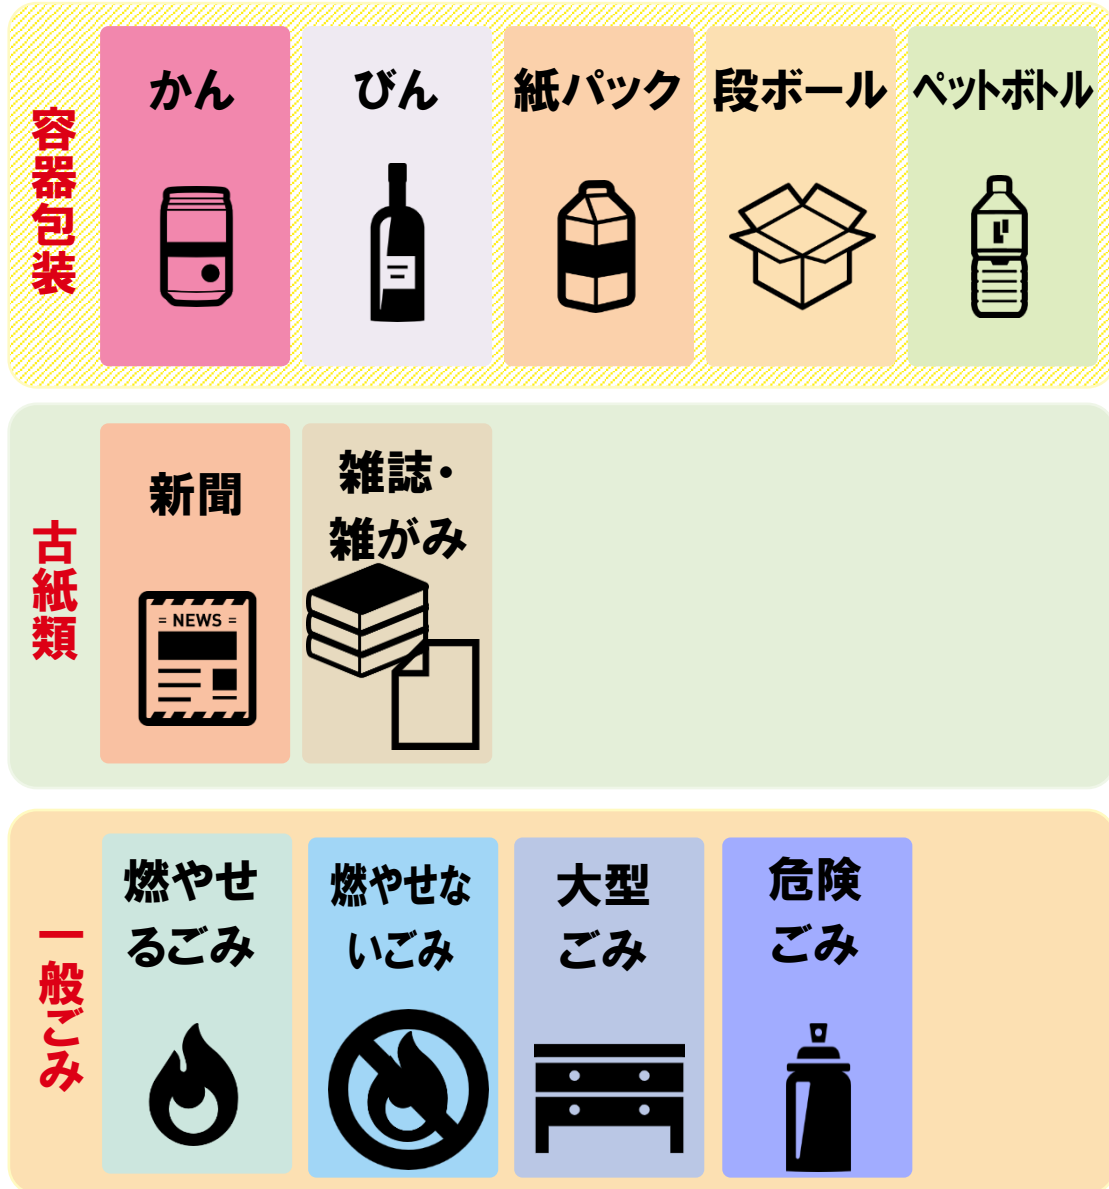 容器包装
かん
びん
紙パック
段ボール
ペットボトル
古紙類
新聞
= NEWS =
雑誌・
雑がみ
一般ごみ
燃やせ
るごみ
燃やせな
いごみ
大型
ごみ
危険
ごみ